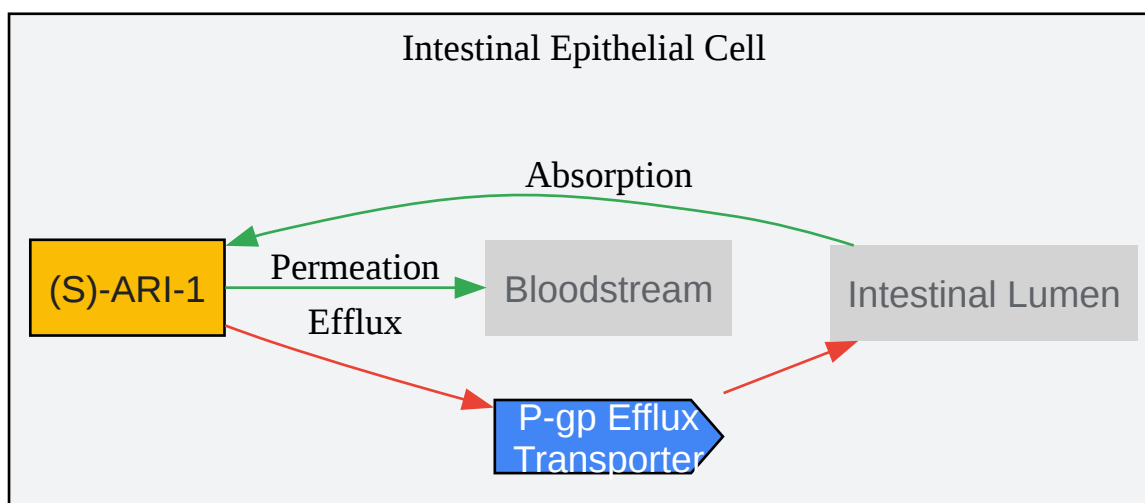 Intestinal Epithelial Cell
Absorption
(S)-ARI-1
Permeation
Bloodstream
Intestinal Lumen
Efflux
P-gp Efflux
Transporter